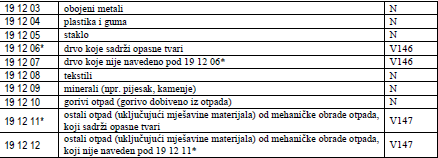 19 12 03 obojeni metali N
19 12 04 plastika i guma N
19 12 05 staklo N
19 12 06* drvo koje sadrži opasne tvari V146
19 12 07 drvo koje nije navedeno pod 19 12 06* V146
19 12 08 tekstili N
19 12 09 minerali (npr. pijesak, kamenje) N
19 12 10 gorivi otpad (gorivo dobiveno iz otpada) N
19 12 11* ostali otpad (uključujući mješavine materijala) od mehaničke obrade otpada, V147
koji sadrži opasne tvari
19 12 12 ostali otpad (uključujući mješavine materijala) od mehaničke obrade otpada, V147
koji nije naveden pod 19 12 11*